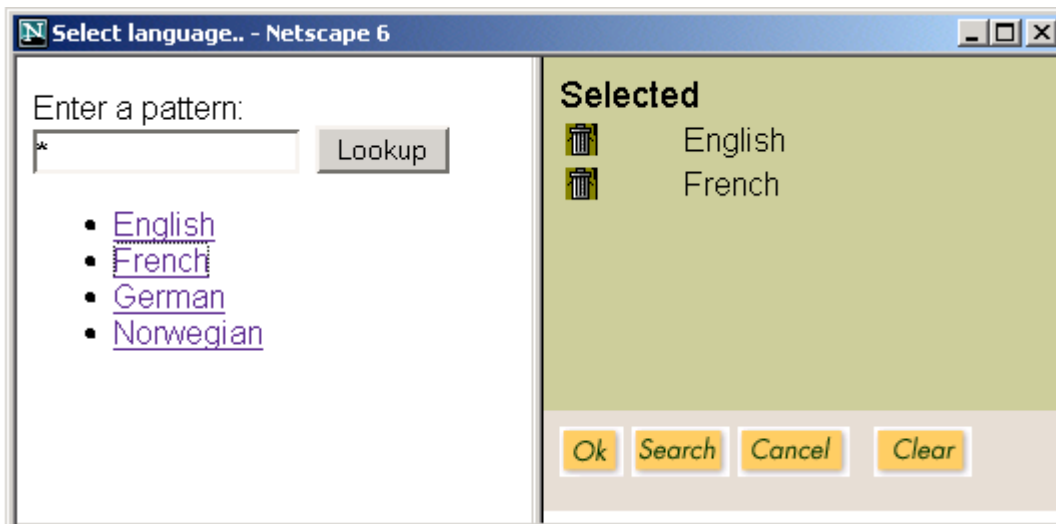 Select language.. - Netscape 6
Enter a pattern:
* Lookup
English
French
German
Norwegian
Selected
English
French
Ok Search Cancel Clear